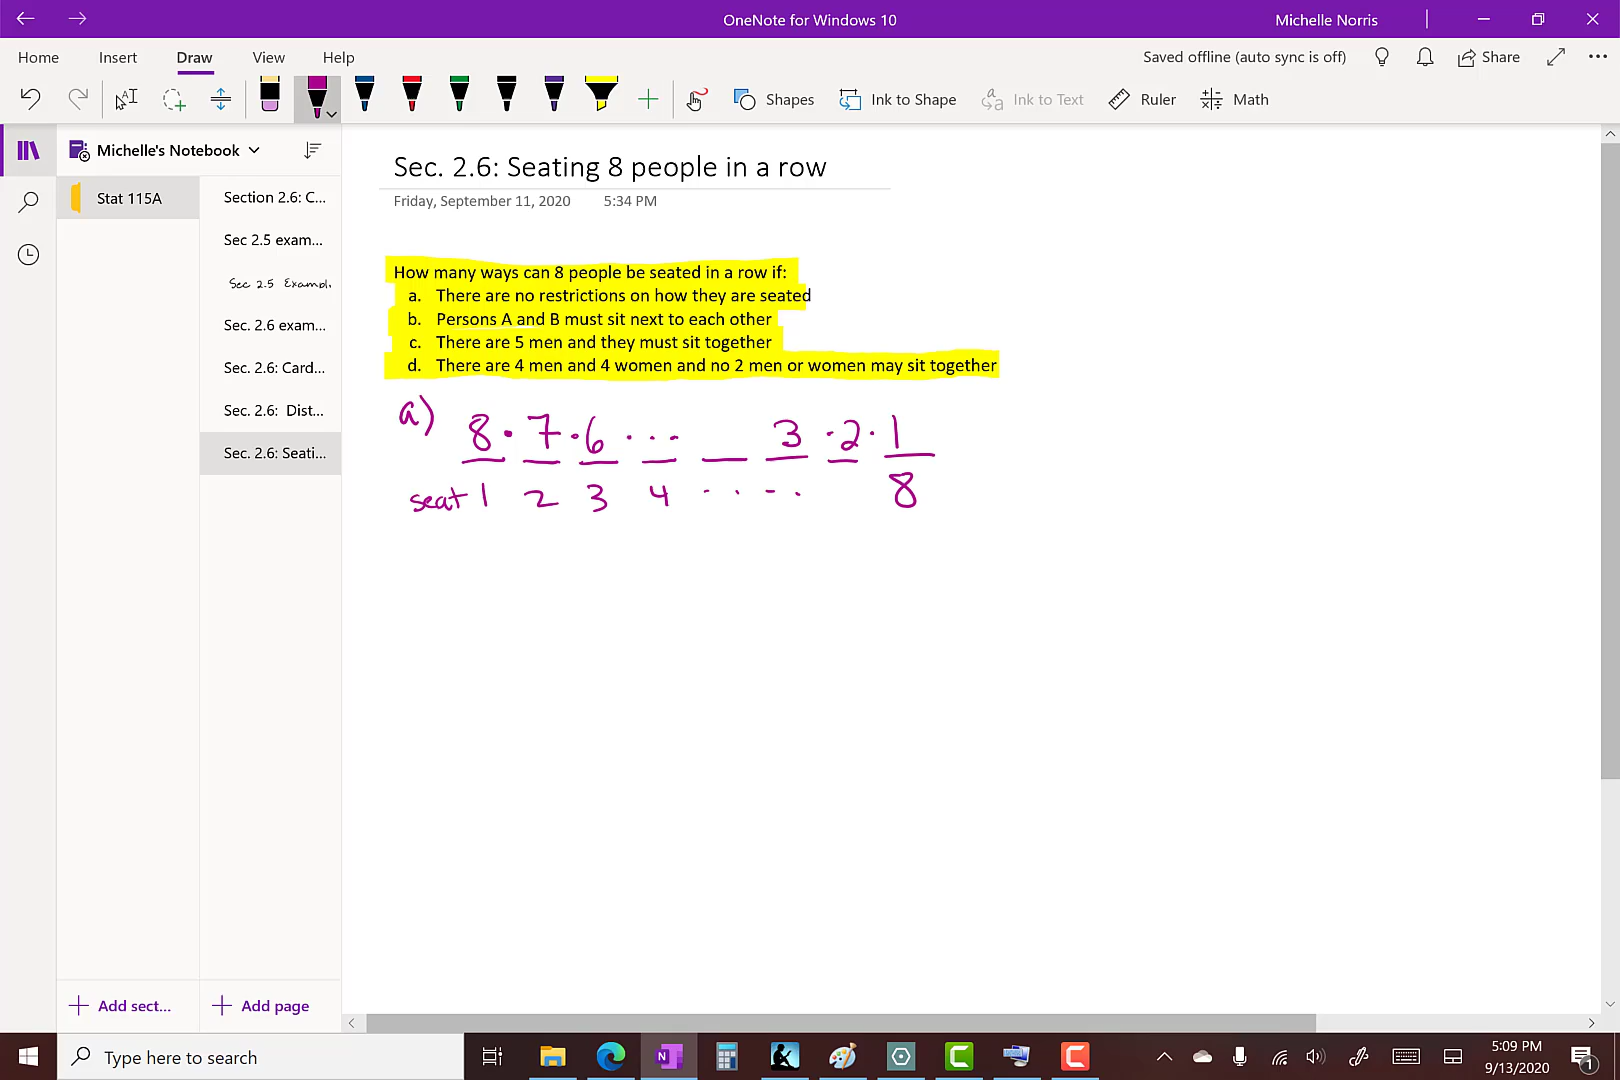 OneNote for Windows 10
Michelle Norris
Home Insert Draw View Help
Saved offline (auto sync is off)
Share
Shapes
Ink to Shape
Ink to Text
Ruler
Math
Michelle's Notebook
Stat 115A
Section 2.6: C...
Sec 2.5 exam...
Sec 2.5 Exampl.
Sec. 2.6 exam...
Sec. 2.6: Card...
Sec. 2.6: Dist...
Sec. 2.6: Seati...
Add sect...
Add page
Sec. 2.6: Seating 8 people in a row
Friday, September 11, 2020 5:34 PM
How many ways can 8 people be seated in a row if:
a. There are no restrictions on how they are seated
b. Persons A and B must sit next to each other
c. There are 5 men and they must sit together
d. There are 4 men and 4 women and no 2 men or women may sit together
a) 8 · 7 · 6 · ... 3 · 2 · 1
seat 1 2 3 4 .... 8
Type here to search
5:09 PM
9/13/2020
1